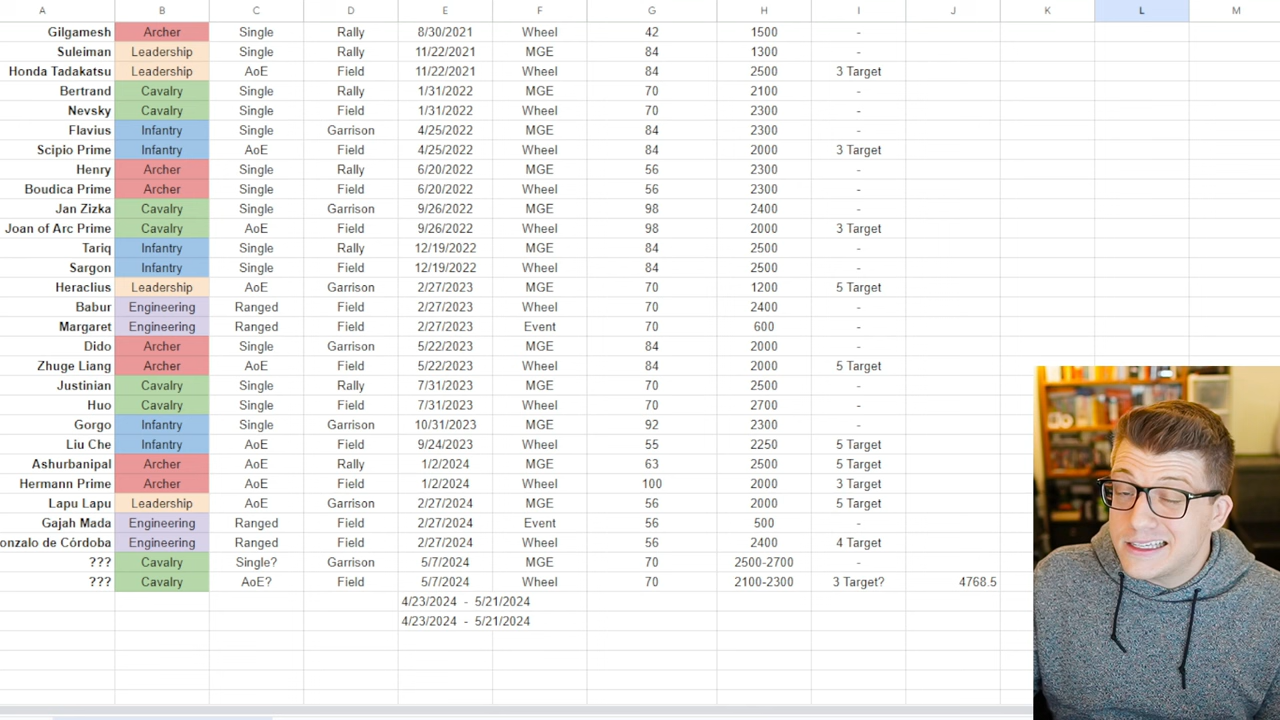 A B C D E F G H I J K L M
Gilgamesh Archer Single Rally 8/30/2021 Wheel 42 1500 -
Suleiman Leadership Single Rally 11/22/2021 MGE 84 1300 -
Honda Tadakatsu Leadership AoE Field 11/22/2021 Wheel 84 2500 3 Target
Bertrand Cavalry Single Rally 1/31/2022 MGE 70 2100 -
Nevsky Cavalry Single Field 1/31/2022 Wheel 70 2300 -
Flavius Infantry Single Garrison 4/25/2022 MGE 84 2300 -
Scipio Prime Infantry AoE Field 4/25/2022 Wheel 84 2000 3 Target
Henry Archer Single Rally 6/20/2022 MGE 56 2300 -
Boudica Prime Archer Single Field 6/20/2022 Wheel 56 2300 -
Jan Zizka Cavalry Single Garrison 9/26/2022 MGE 98 2400 -
Joan of Arc Prime Cavalry AoE Field 9/26/2022 Wheel 98 2000 3 Target
Tariq Infantry Single Rally 12/19/2022 MGE 84 2500 -
Sargon Infantry Single Field 12/19/2022 Wheel 84 2500 -
Heraclius Leadership AoE Garrison 2/27/2023 MGE 70 1200 5 Target
Babur Engineering Ranged Field 2/27/2023 Wheel 70 2400 -
Margaret Engineering Ranged Field 2/27/2023 Event 70 600 -
Dido Archer Single Garrison 5/22/2023 MGE 84 2000 -
Zhuge Liang Archer AoE Field 5/22/2023 Wheel 84 2000 5 Target
Justinian Cavalry Single Rally 7/31/2023 MGE 70 2500 -
Huo Cavalry Single Field 7/31/2023 Wheel 70 2700 -
Gorgo Infantry Single Garrison 10/31/2023 MGE 92 2300 -
Liu Che Infantry AoE Field 9/24/2023 Wheel 55 2250 5 Target
Ashurbanipal Archer AoE Rally 1/2/2024 MGE 63 2500 5 Target
Hermann Prime Archer AoE Field 1/2/2024 Wheel 100 2000 3 Target
Lapu Lapu Leadership AoE Garrison 2/27/2024 MGE 56 2000 5 Target
Gajah Mada Engineering Ranged Field 2/27/2024 Event 56 500 -
onzalo de Córdoba Engineering Ranged Field 2/27/2024 Wheel 56 2400 4 Target
??? Cavalry Single? Garrison 5/7/2024 MGE 70 2500-2700 -
??? Cavalry AoE? Field 5/7/2024 Wheel 70 2100-2300 3 Target? 4768.5
4/23/2024 - 5/21/2024
4/23/2024 - 5/21/2024